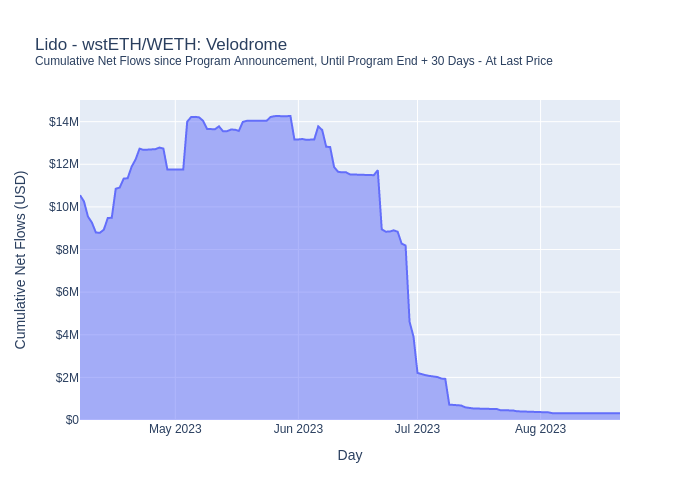 Lido - wstETH/WETH: Velodrome
Cumulative Net Flows since Program Announcement, Until Program End + 30 Days - At Last Price
Cumulative Net Flows (USD)
$14M
$12M
$10M
$8M
$6M
$4M
$2M
$0
May 2023
Jun 2023
Jul 2023
Aug 2023
Day